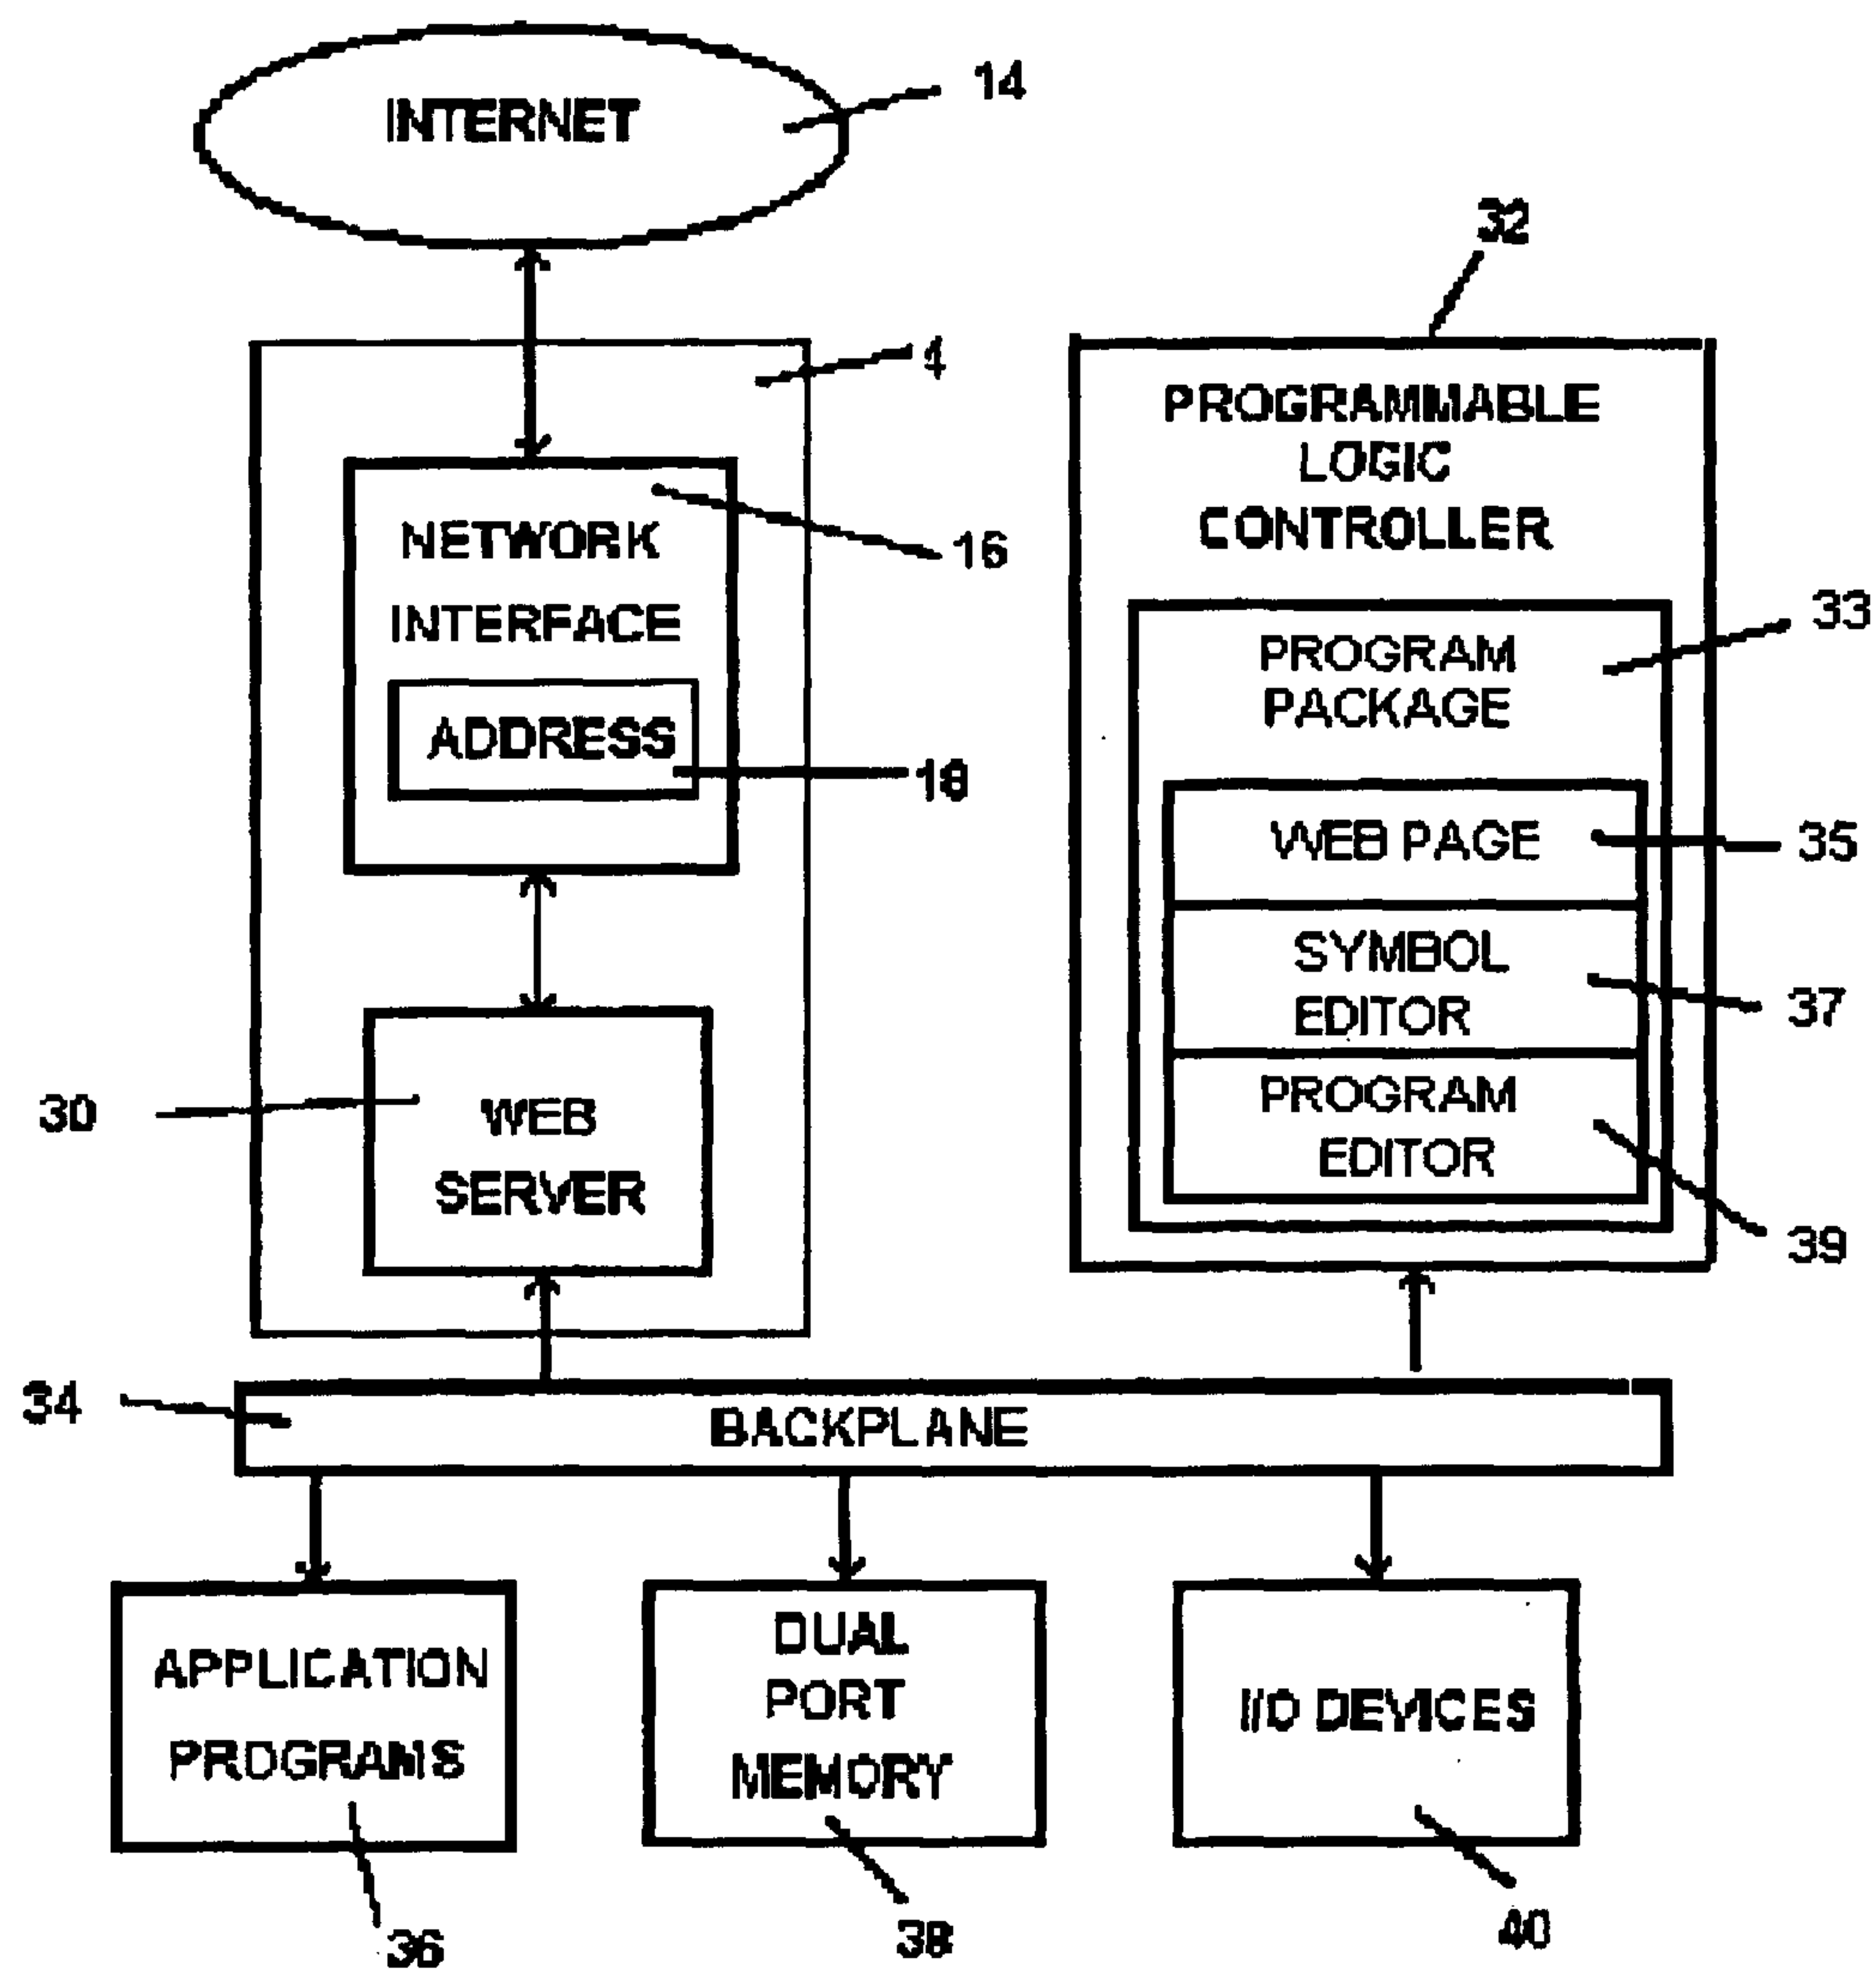 INTERNET
14
32
4
PROGRAMMABLE
LOGIC
CONTROLLER
NETWORK
INTERFACE
16
ADDRESS
18
33
PROGRAM
PACKAGE
WEB PAGE
35
SYMBOL
EDITOR
37
PROGRAM
EDITOR
39
30
WEB
SERVER
34
BACKPLANE
APPLICATION
PROGRAMS
36
DUAL
PORT
MEMORY
38
I/O DEVICES
40